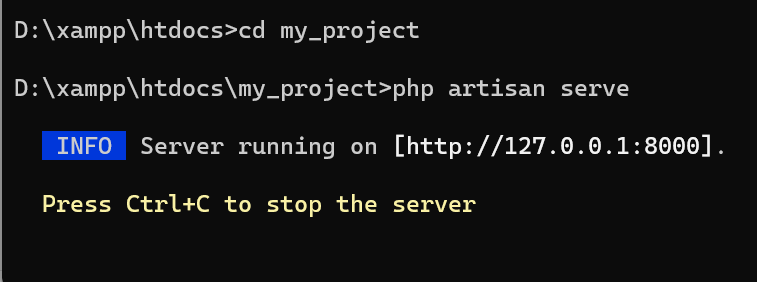 D:\xampp\htdocs>cd my_project
D:\xampp\htdocs\my_project>php artisan serve
INFO Server running on [http://127.0.0.1:8000].
Press Ctrl+C to stop the server